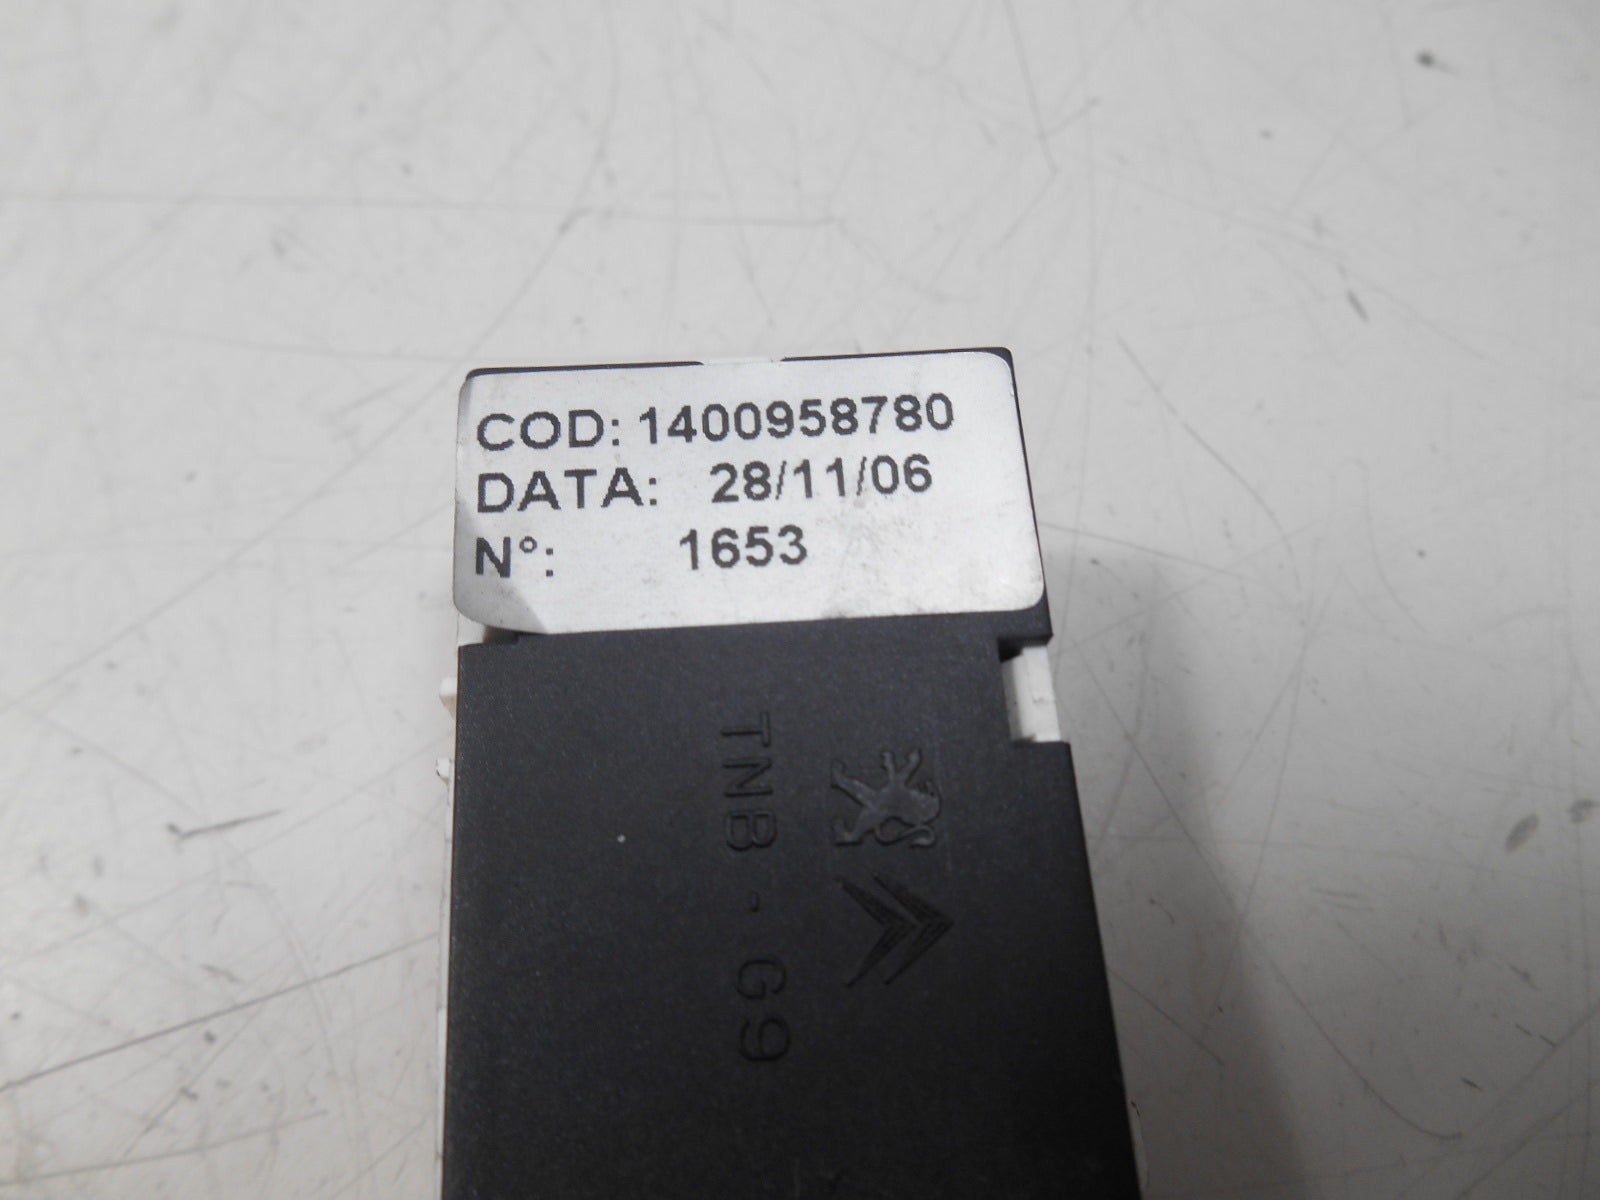 COD: 1400958780
DATA: 28/11/06
N°: 1653
TNB - G9